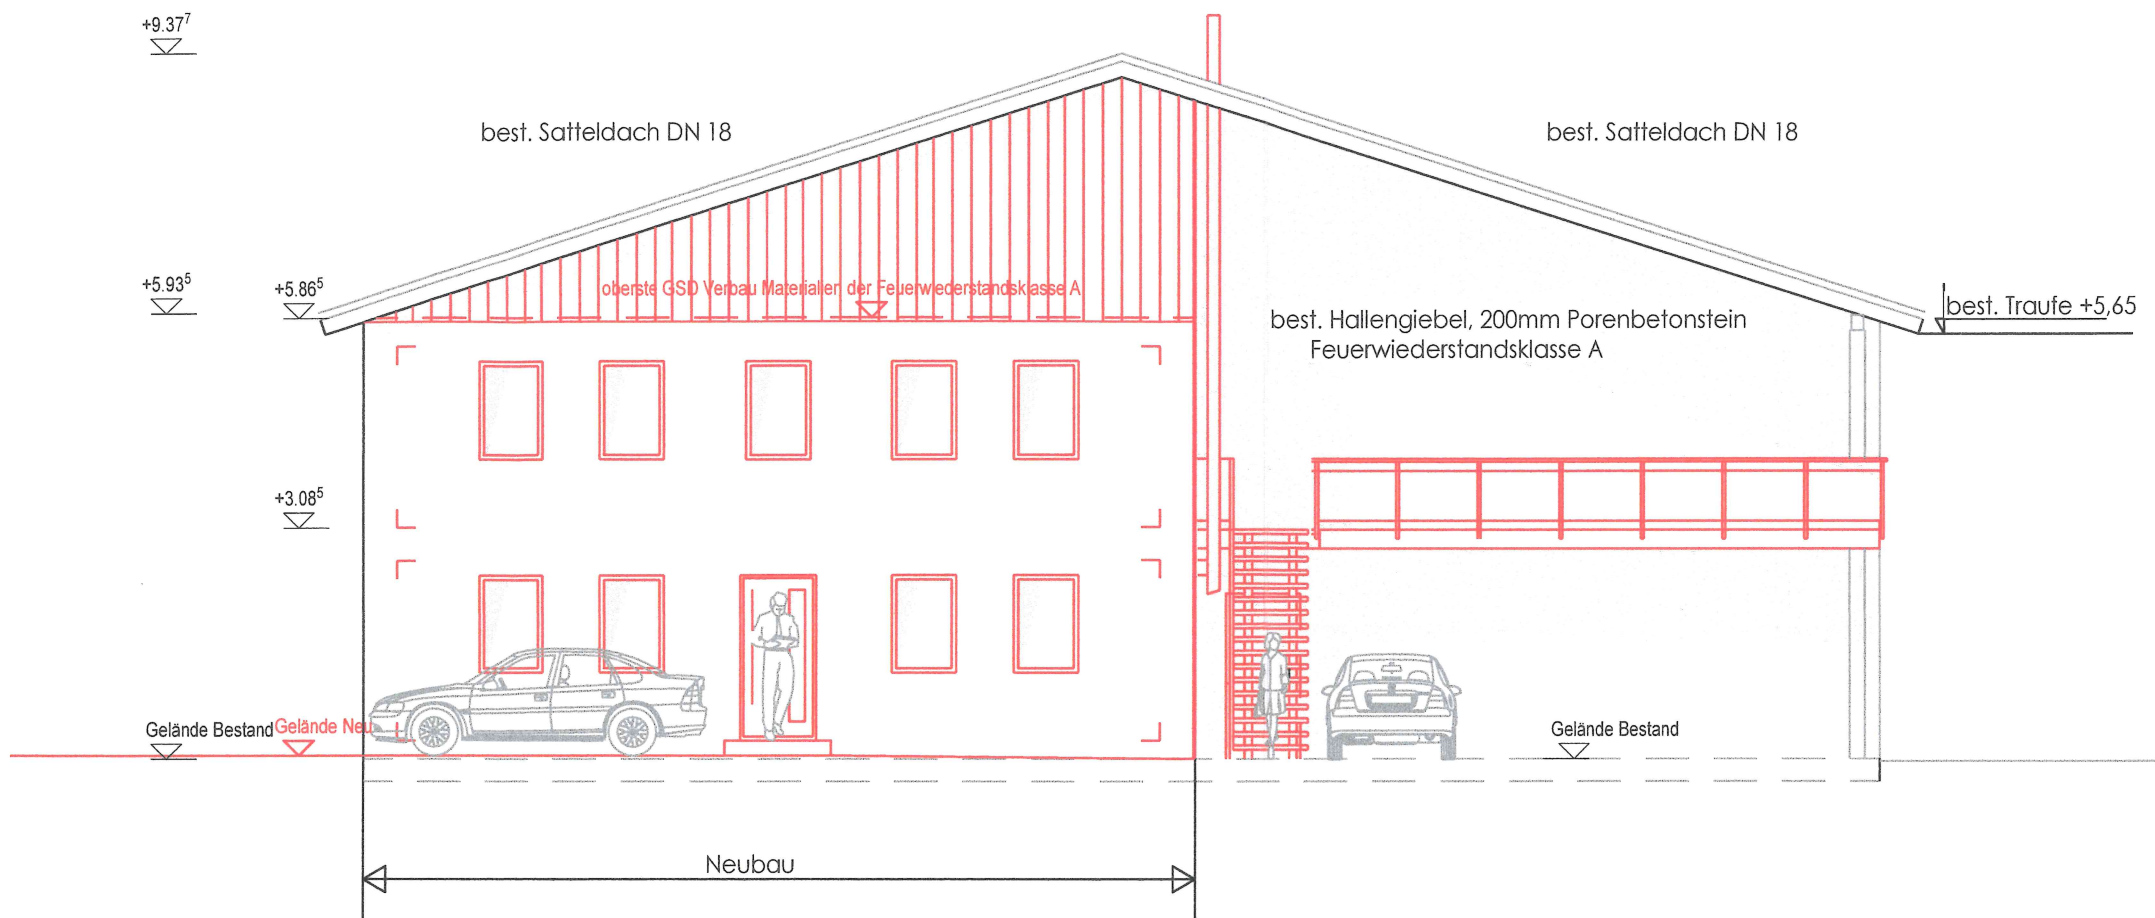 +9.37⁷
best. Satteldach DN 18
best. Satteldach DN 18
+5.93⁵
+5.86⁵
oberste GSD Verbau Materialien der Feuerwiederstandsklasse A
best. Traufe +5,65
best. Hallengiebel, 200mm Porenbetonstein
Feuerwiederstandsklasse A
+3.08⁵
Gelände Bestand
Gelände Neu
Gelände Bestand
Neubau